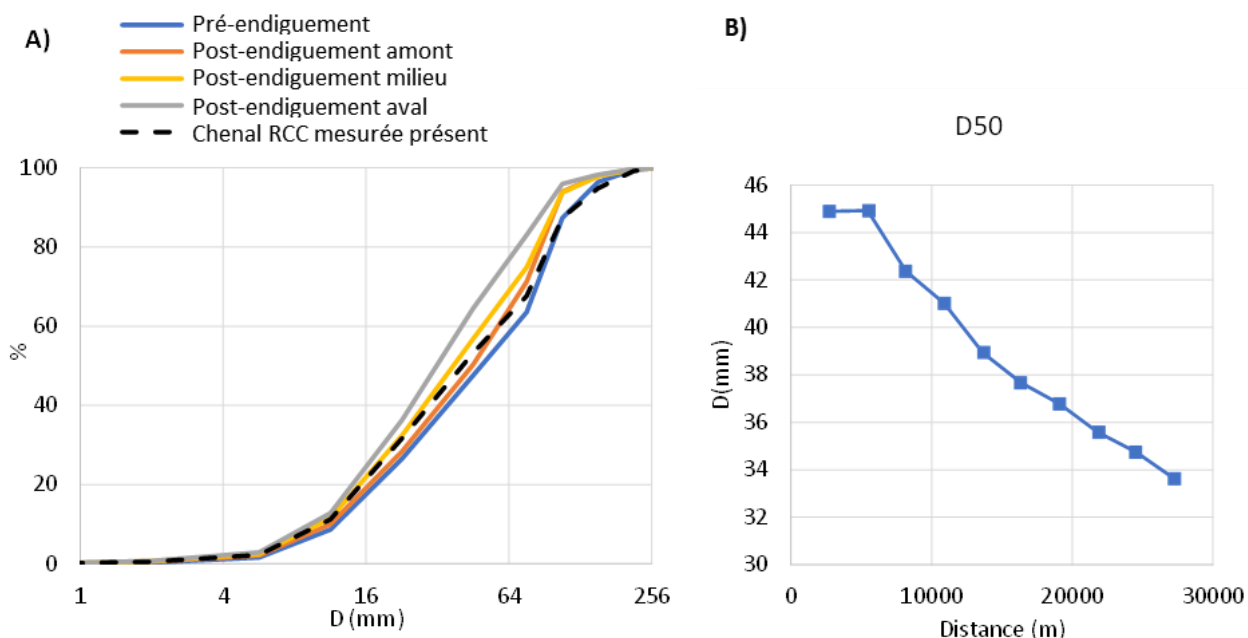 A)
Pré-endiguement
Post-endiguement amont
Post-endiguement milieu
Post-endiguement aval
Chenal RCC mesurée présent
100
80
60
40
20
0
%
1 4 16 64 256
D (mm)
B)
D50
46
44
42
40
38
36
34
32
30
D(mm)
0 10000 20000 30000
Distance (m)